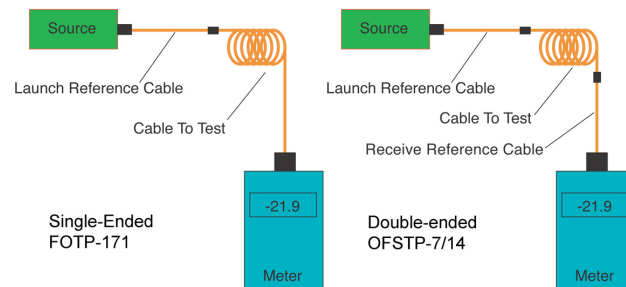 Source
Launch Reference Cable
Cable To Test
-21.9
Single-Ended
FOTP-171
Meter
Source
Launch Reference Cable
Cable To Test
Receive Reference Cable
-21.9
Double-ended
OFSTP-7/14
Meter